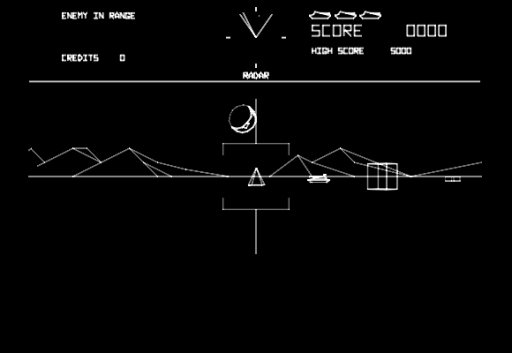 ENEMY IN RANGE
SCORE 0000
HIGH SCORE 5000
CREDITS 0
RADAR